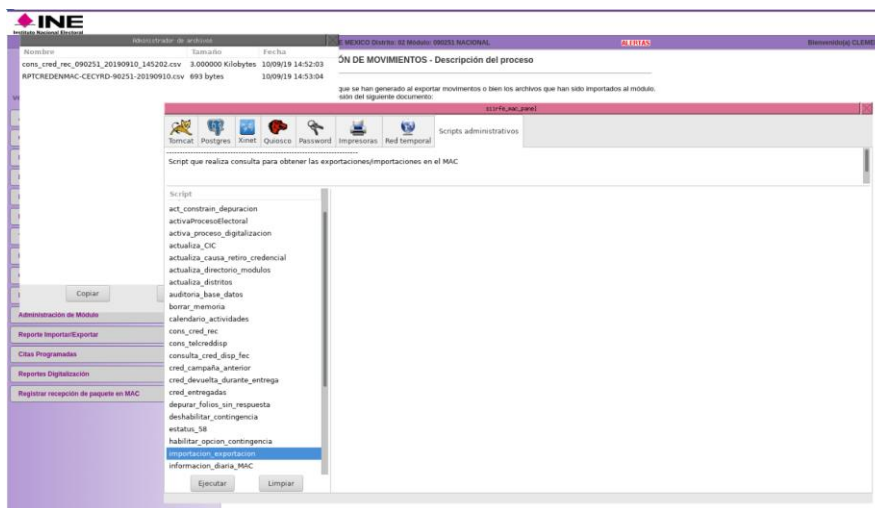 INE
Instituto Nacional Electoral
Administrador de archivos
Nombre Tamaño Fecha
cons_cred_rec_090251_20190910_145202.csv 3.000000 Kilobytes 10/09/19 14:52:03
RPTCREDENMAC-CECYRD-90251-20190910.csv 693 bytes 10/09/19 14:53:04
E MEXICO Distrito: 02 Módulo: 090251 NACIONAL
ALERTAS
Bienvenido(a) CLEME
ÓN DE MOVIMIENTOS - Descripción del proceso
que se han generado al exportar movimientos o bien los archivos que han sido importados al módulo.
sión del siguiente documento:
Tomcat Postgres Xinet Quiosco Password Impresoras Red temporal Scripts administrativos
Script que realiza consulta para obtener las exportaciones/importaciones en el MAC
Script
act_constrain_depuracion
activaProcesoElectoral
activa_proceso_digitalizacion
actualiza_CIC
actualiza_causa_retiro_credencial
actualiza_directorio_modulos
actualiza_distritos
auditoria_base_datos
borrar_memoria
calendario_actividades
cons_cred_rec
cons_telcreddisp
consulta_cred_disp_fec
cred_campaña_anterior
cred_devuelta_durante_entrega
cred_entregadas
depurar_folios_sin_respuesta
deshabilitar_contingencia
estatus_58
habilitar_opcion_contingencia
importacion_exportacion
informacion_diaria_MAC
Ejecutar Limpiar
Copiar
Administración de Módulo
Reporte Importar/Exportar
Citas Programadas
Reportes Digitalización
Registrar recepción de paquete en MAC